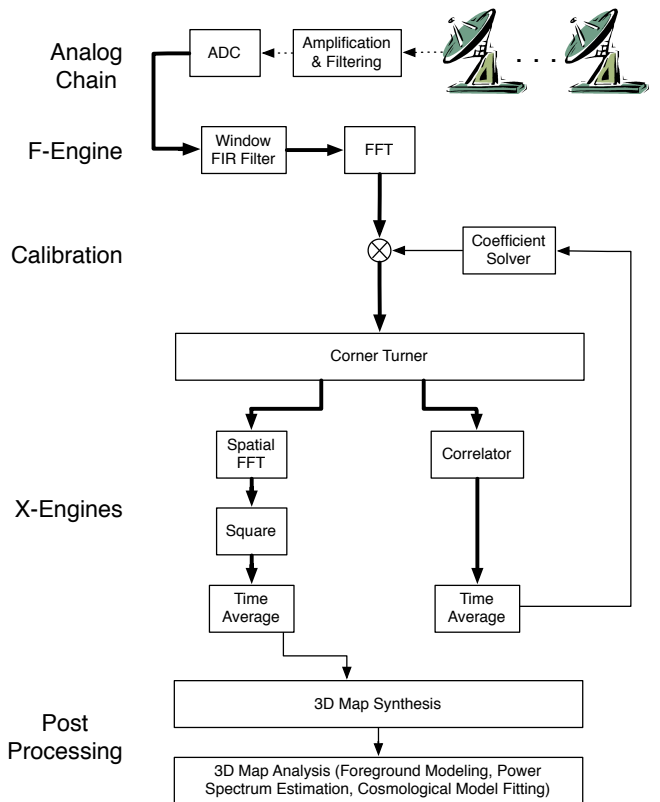 Analog
Chain
ADC
Amplification
& Filtering
. . .
F-Engine
Window
FIR Filter
FFT
Calibration
Coefficient
Solver
Corner Turner
X-Engines
Spatial
FFT
Correlator
Square
Time
Average
Time
Average
Post
Processing
3D Map Synthesis
3D Map Analysis (Foreground Modeling, Power
Spectrum Estimation, Cosmological Model Fitting)